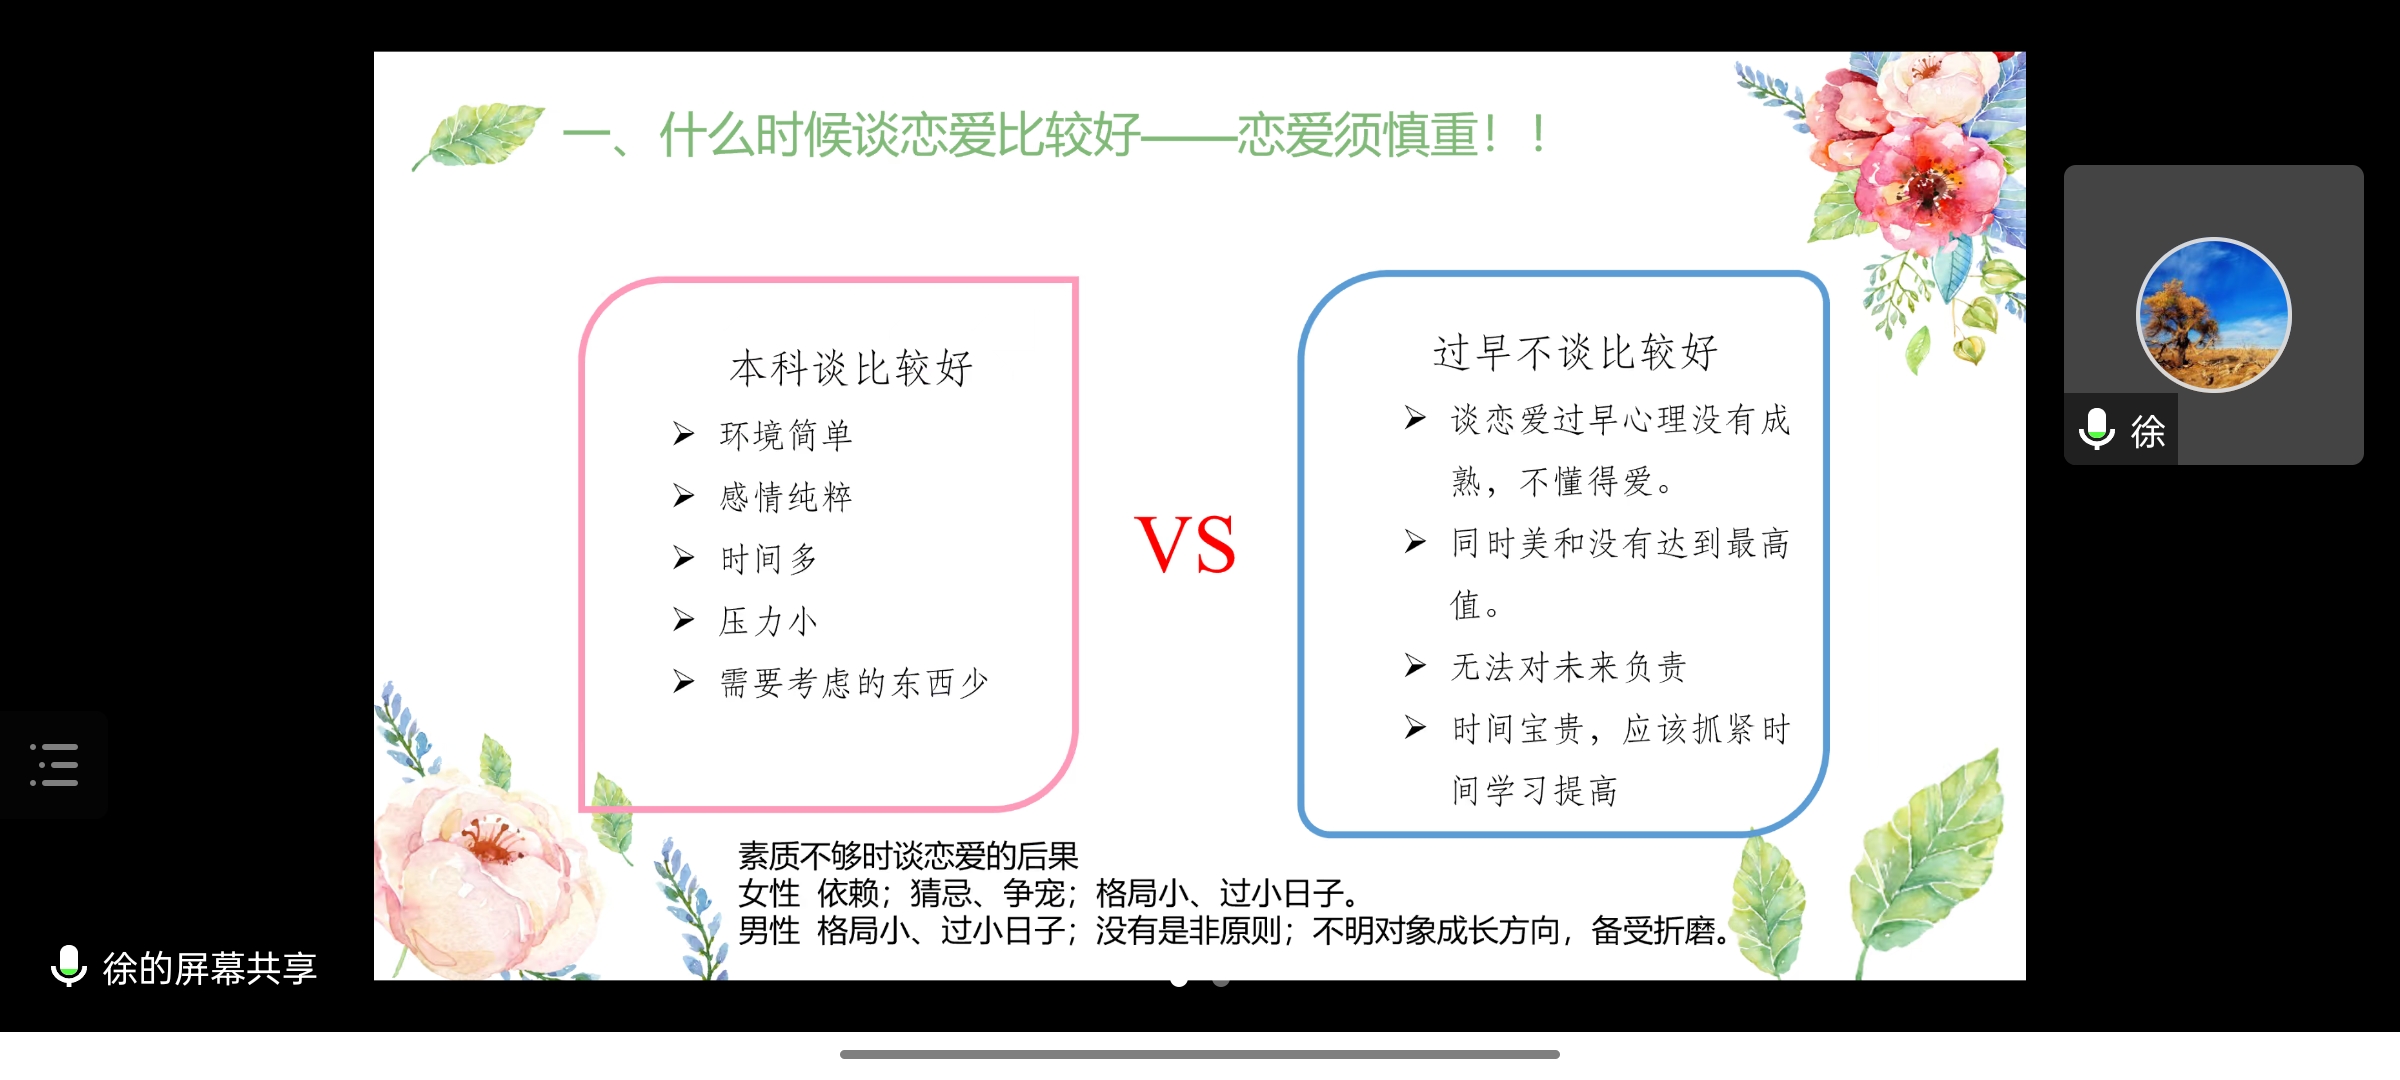 一、什么时候谈恋爱比较好——恋爱须慎重！！
本科谈比较好
环境简单
感情纯粹
时间多
压力小
需要考虑的东西少
VS
过早不谈比较好
谈恋爱过早心理没有成
熟，不懂得爱。
同时美和没有达到最高
值。
无法对未来负责
时间宝贵，应该抓紧时
间学习提高
素质不够时谈恋爱的后果
女性 依赖；猜忌、争宠；格局小、过小日子。
男性 格局小、过小日子；没有是非原则；不明对象成长方向，备受折磨。
徐
徐的屏幕共享